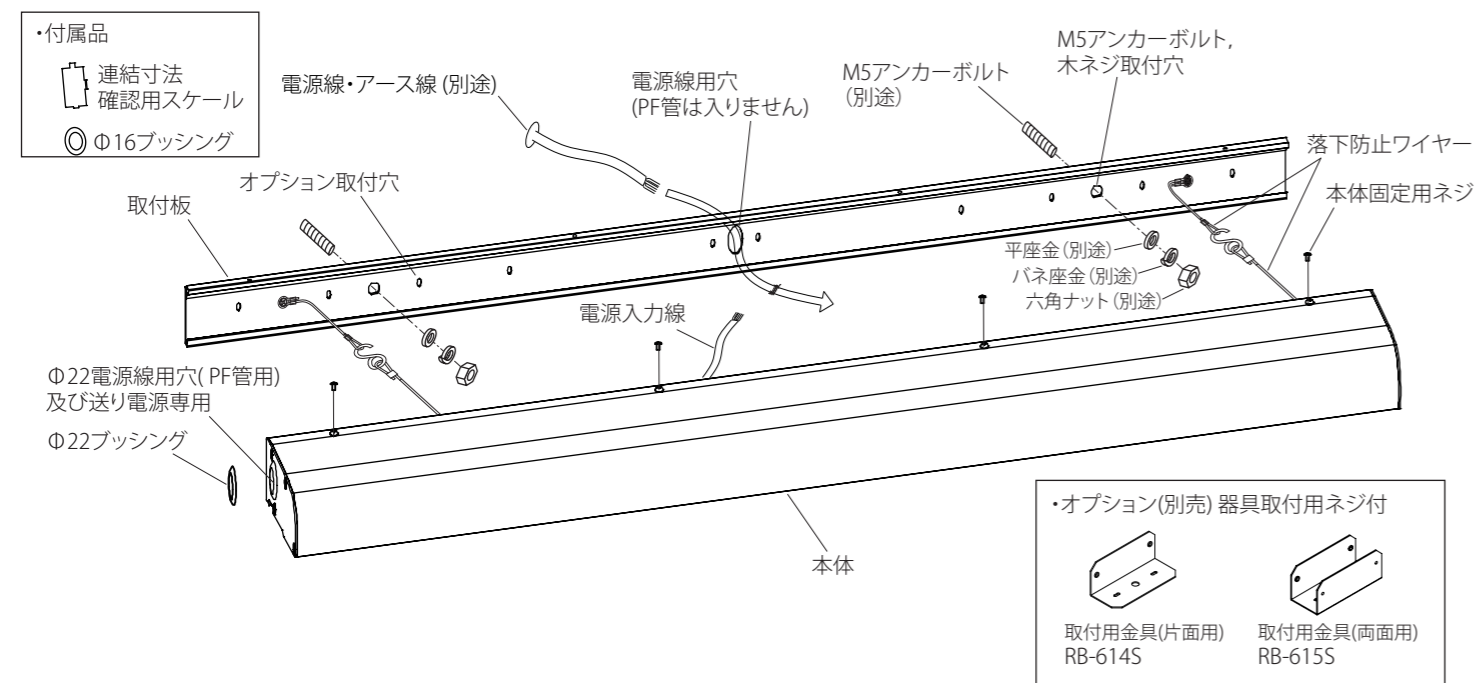 ・付属品
連結寸法
確認用スケール
Φ16ブッシング
電源線・アース線 (別途)
電源線用穴
(PF管は入りません)
M5アンカーボルト
(別途)
M5アンカーボルト,
木ネジ取付穴
落下防止ワイヤー
本体固定用ネジ
オプション取付穴
取付板
平座金 (別途)
バネ座金 (別途)
六角ナット (別途)
電源入力線
Φ22電源線用穴( PF管用)
及び送り電源専用
Φ22ブッシング
本体
・オプション(別売) 器具取付用ネジ付
取付用金具(片面用)
RB-614S
取付用金具(両面用)
RB-615S